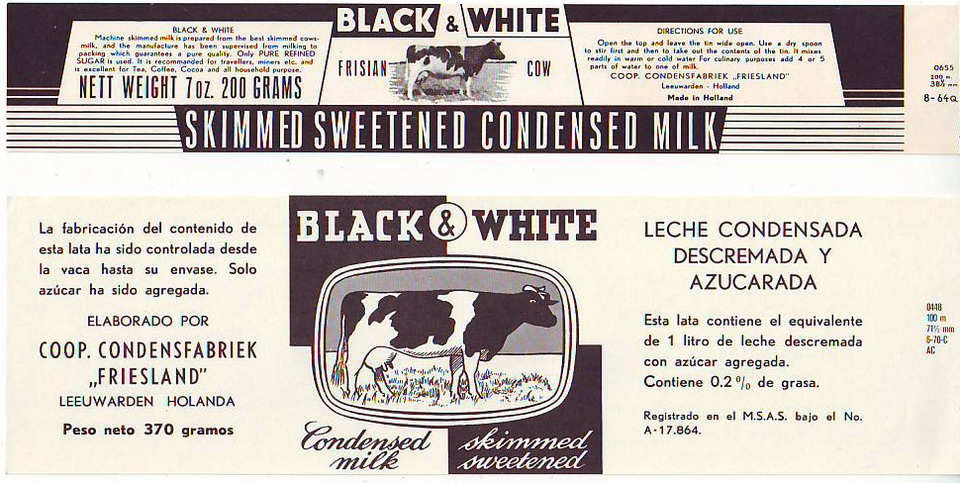 BLACK & WHITE
BLACK & WHITE
Machine skimmed milk is prepared from the best skimmed cows-
milk, and the manufacture has been supervised from milking to
packing which guarantees a pure quality. Only PURE REFINED
SUGAR is used. It is recommanded for travellers, miners etc. and
is excellent for Tea, Coffee, Cocoa and all household purpose.
NETT WEIGHT 7 OZ. 200 GRAMS
FRISIAN
COW
DIRECTIONS FOR USE
Open the top and leave the tin wide open. Use a dry spoon
to stir first and then to take out the contents of the tin. It mixes
readily in warm or cold water For culinary purposes add 4 or 5
parts of water to one of milk.
COOP. CONDENSFABRIEK „FRIESLAND"
Leeuwarden - Holland
Made in Holland
0655
200 m.
38½ mm
8-64Q
SKIMMED SWEETENED CONDENSED MILK
La fabricación del contenido de
esta lata ha sido controlada desde
la vaca hasta su envase. Solo
azúcar ha sido agregada.
ELABORADO POR
COOP. CONDENSFABRIEK
„FRIESLAND"
LEEUWARDEN HOLANDA
Peso neto 370 gramos
BLACK & WHITE
Condensed
milk
skimmed
sweetened
LECHE CONDENSADA
DESCREMADA Y
AZUCARADA
Esta lata contiene el equivalente
de 1 litro de leche descremada
con azúcar agregada.
Contiene 0.2 % de grasa.
Registrado en el M.S.A.S. bajo el No.
A-17.864.
0448
100 m
71½ mm
6-70-C
AC